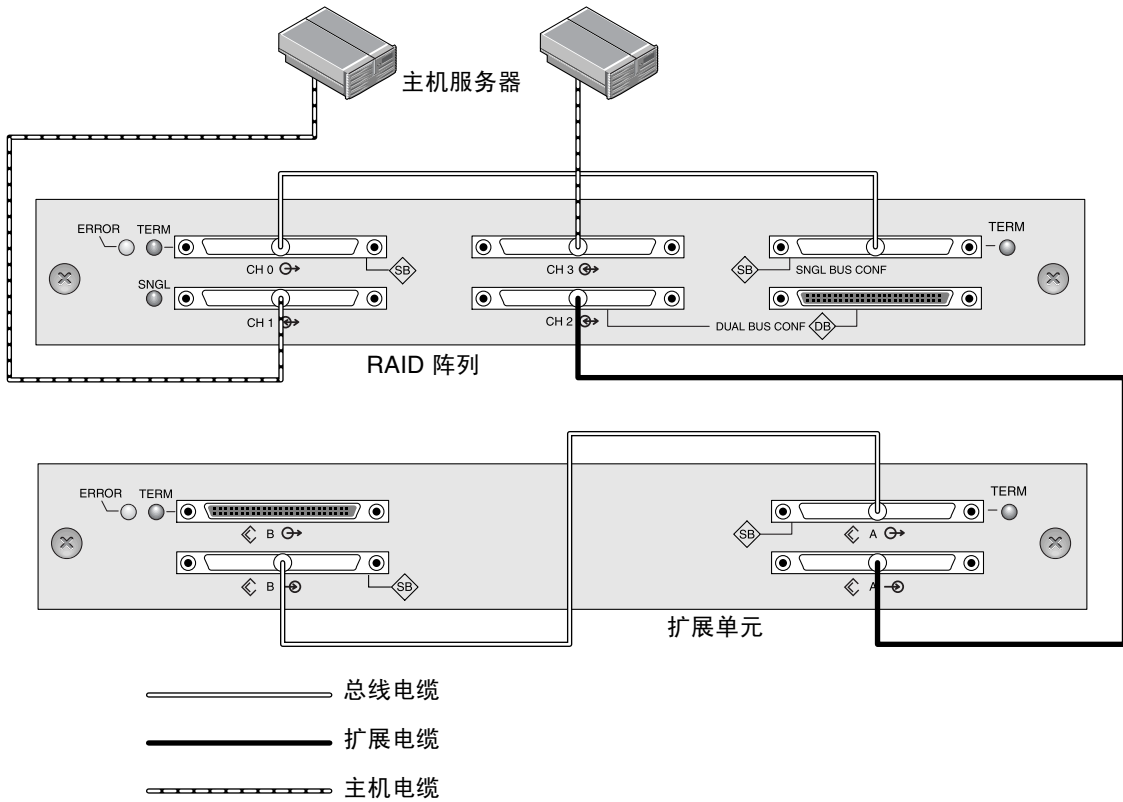 主机服务器
ERROR TERM
TERM
CH 0
SB
CH 3
SB
SNGL BUS CONF
SNGL
CH 1
CH 2
DUAL BUS CONF
DB
RAID 阵列
ERROR TERM
TERM
B
SB
A
B
SB
A
扩展单元
总线电缆
扩展电缆
主机电缆